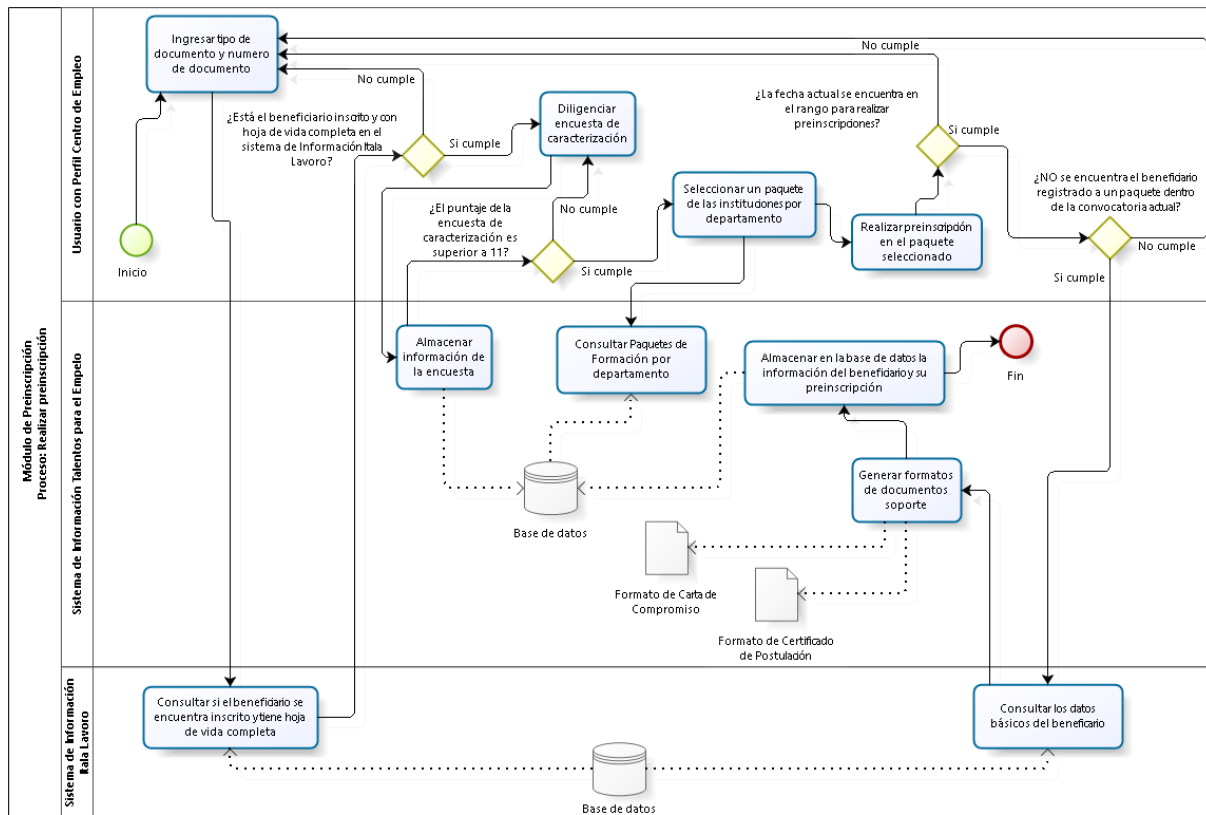 Módulo de Preinscripción
Proceso: Realizar preinscripción
Usuario con Perfil Centro de Empleo
Ingresar tipo de
documento y numero
de documento
No cumple
No cumple
¿Está el beneficiario inscrito y con
hoja de vida completa en el
sistema de Información Itala
Lavoro?
Si cumple
Diligenciar
encuesta de
caracterización
No cumple
¿La fecha actual se encuentra en
el rango para realizar
preinscripciones?
Si cumple
¿NO se encuentra el beneficiario
registrado a un paquete dentro
de la convocatoria actual?
No cumple
Si cumple
¿El puntaje de la
encuesta de
caracterización es
superior a 11?
Si cumple
Seleccionar un paquete
de las instituciones por
departamento
Realizar preinscripción
en el paquete
seleccionado
Inicio
Sistema de Información Talentos para el Empelo
Almacenar
información de
la encuesta
Consultar Paquetes de
Formación por
departamento
Almacenar en la base de datos la
información del beneficiario y su
preinscripción
Fin
Base de datos
Generar formatos
de documentos
soporte
Formato de Carta de
Compromiso
Formato de Certificado
de Postulación
Sistema de Información
Itala Lavoro
Consultar si el beneficiario se
encuentra inscrito y tiene hoja
de vida completa
Base de datos
Consultar los datos
básicos del beneficario